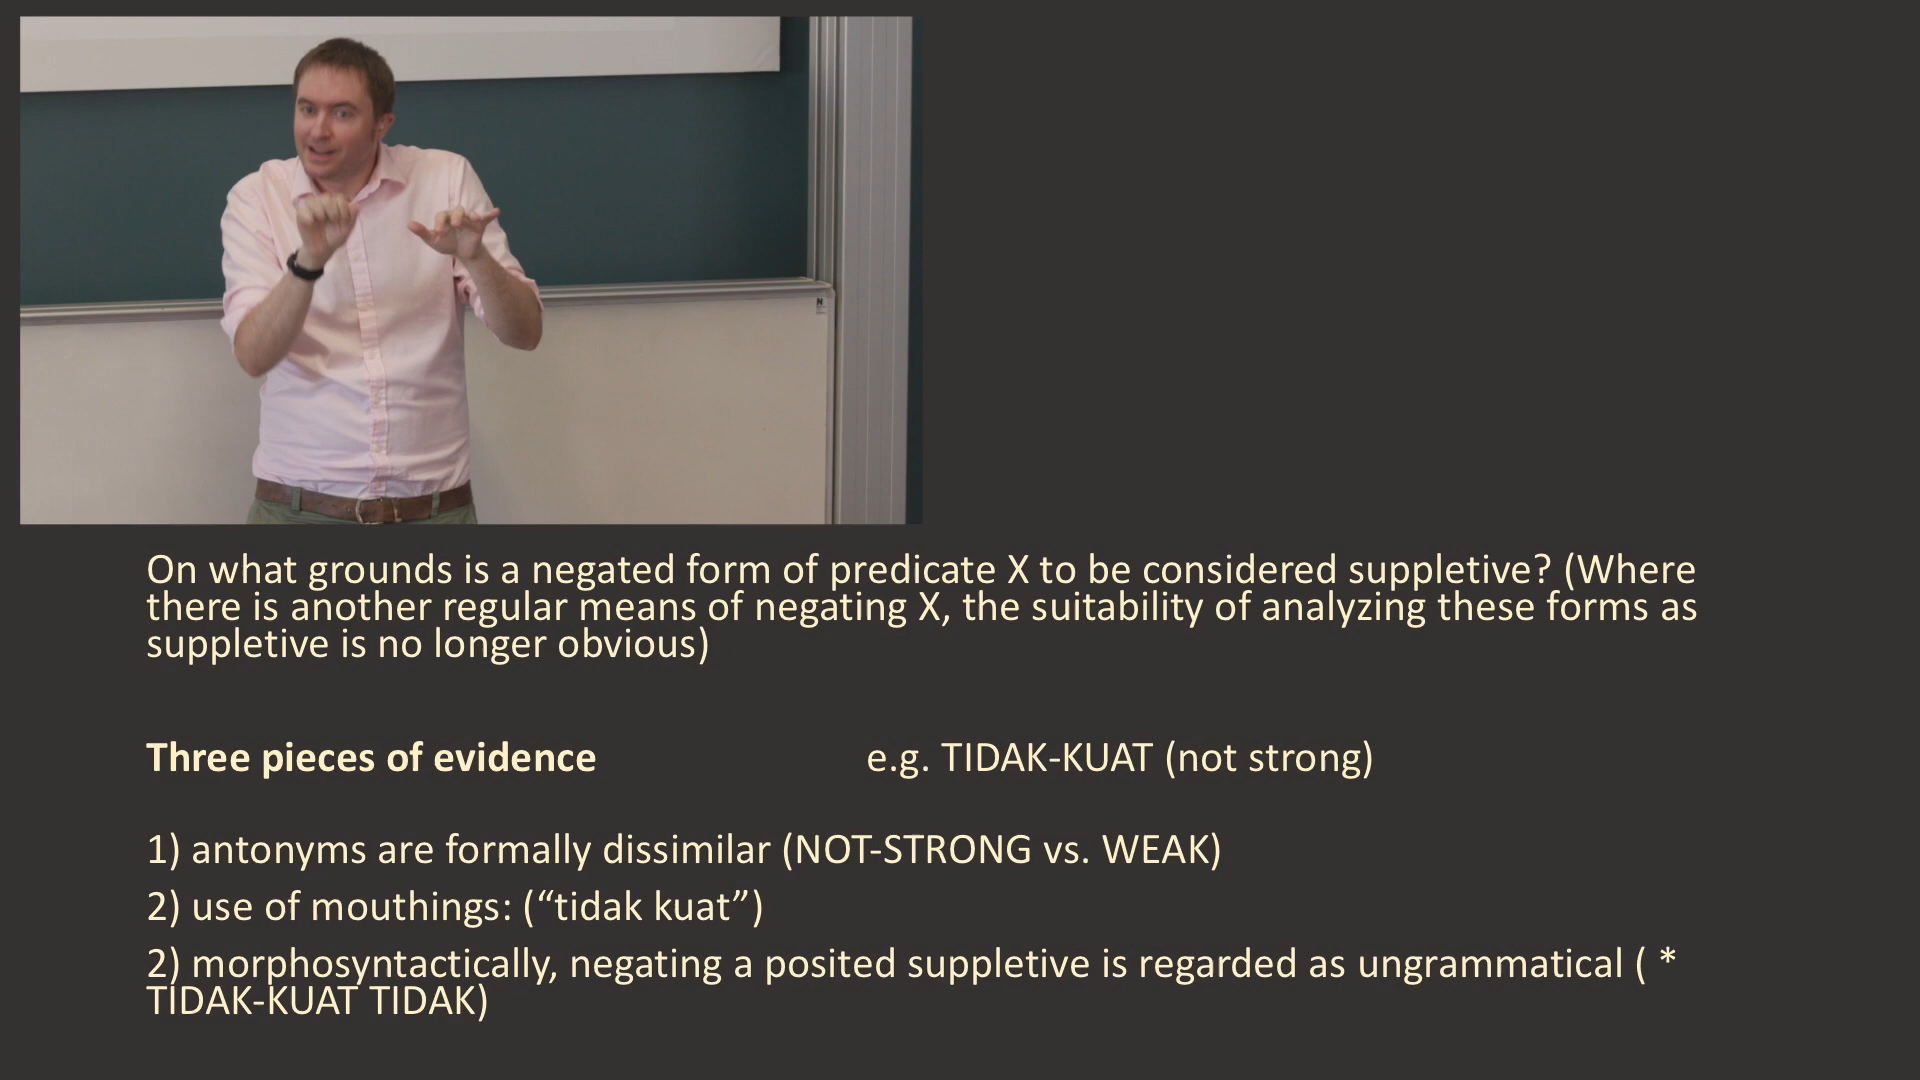 On what grounds is a negated form of predicate X to be considered suppletive? (Where
there is another regular means of negating X, the suitability of analyzing these forms as
suppletive is no longer obvious)
Three pieces of evidence e.g. TIDAK-KUAT (not strong)
1) antonyms are formally dissimilar (NOT-STRONG vs. WEAK)
2) use of mouthings: (“tidak kuat”)
2) morphosyntactically, negating a posited suppletive is regarded as ungrammatical ( *
TIDAK-KUAT TIDAK)